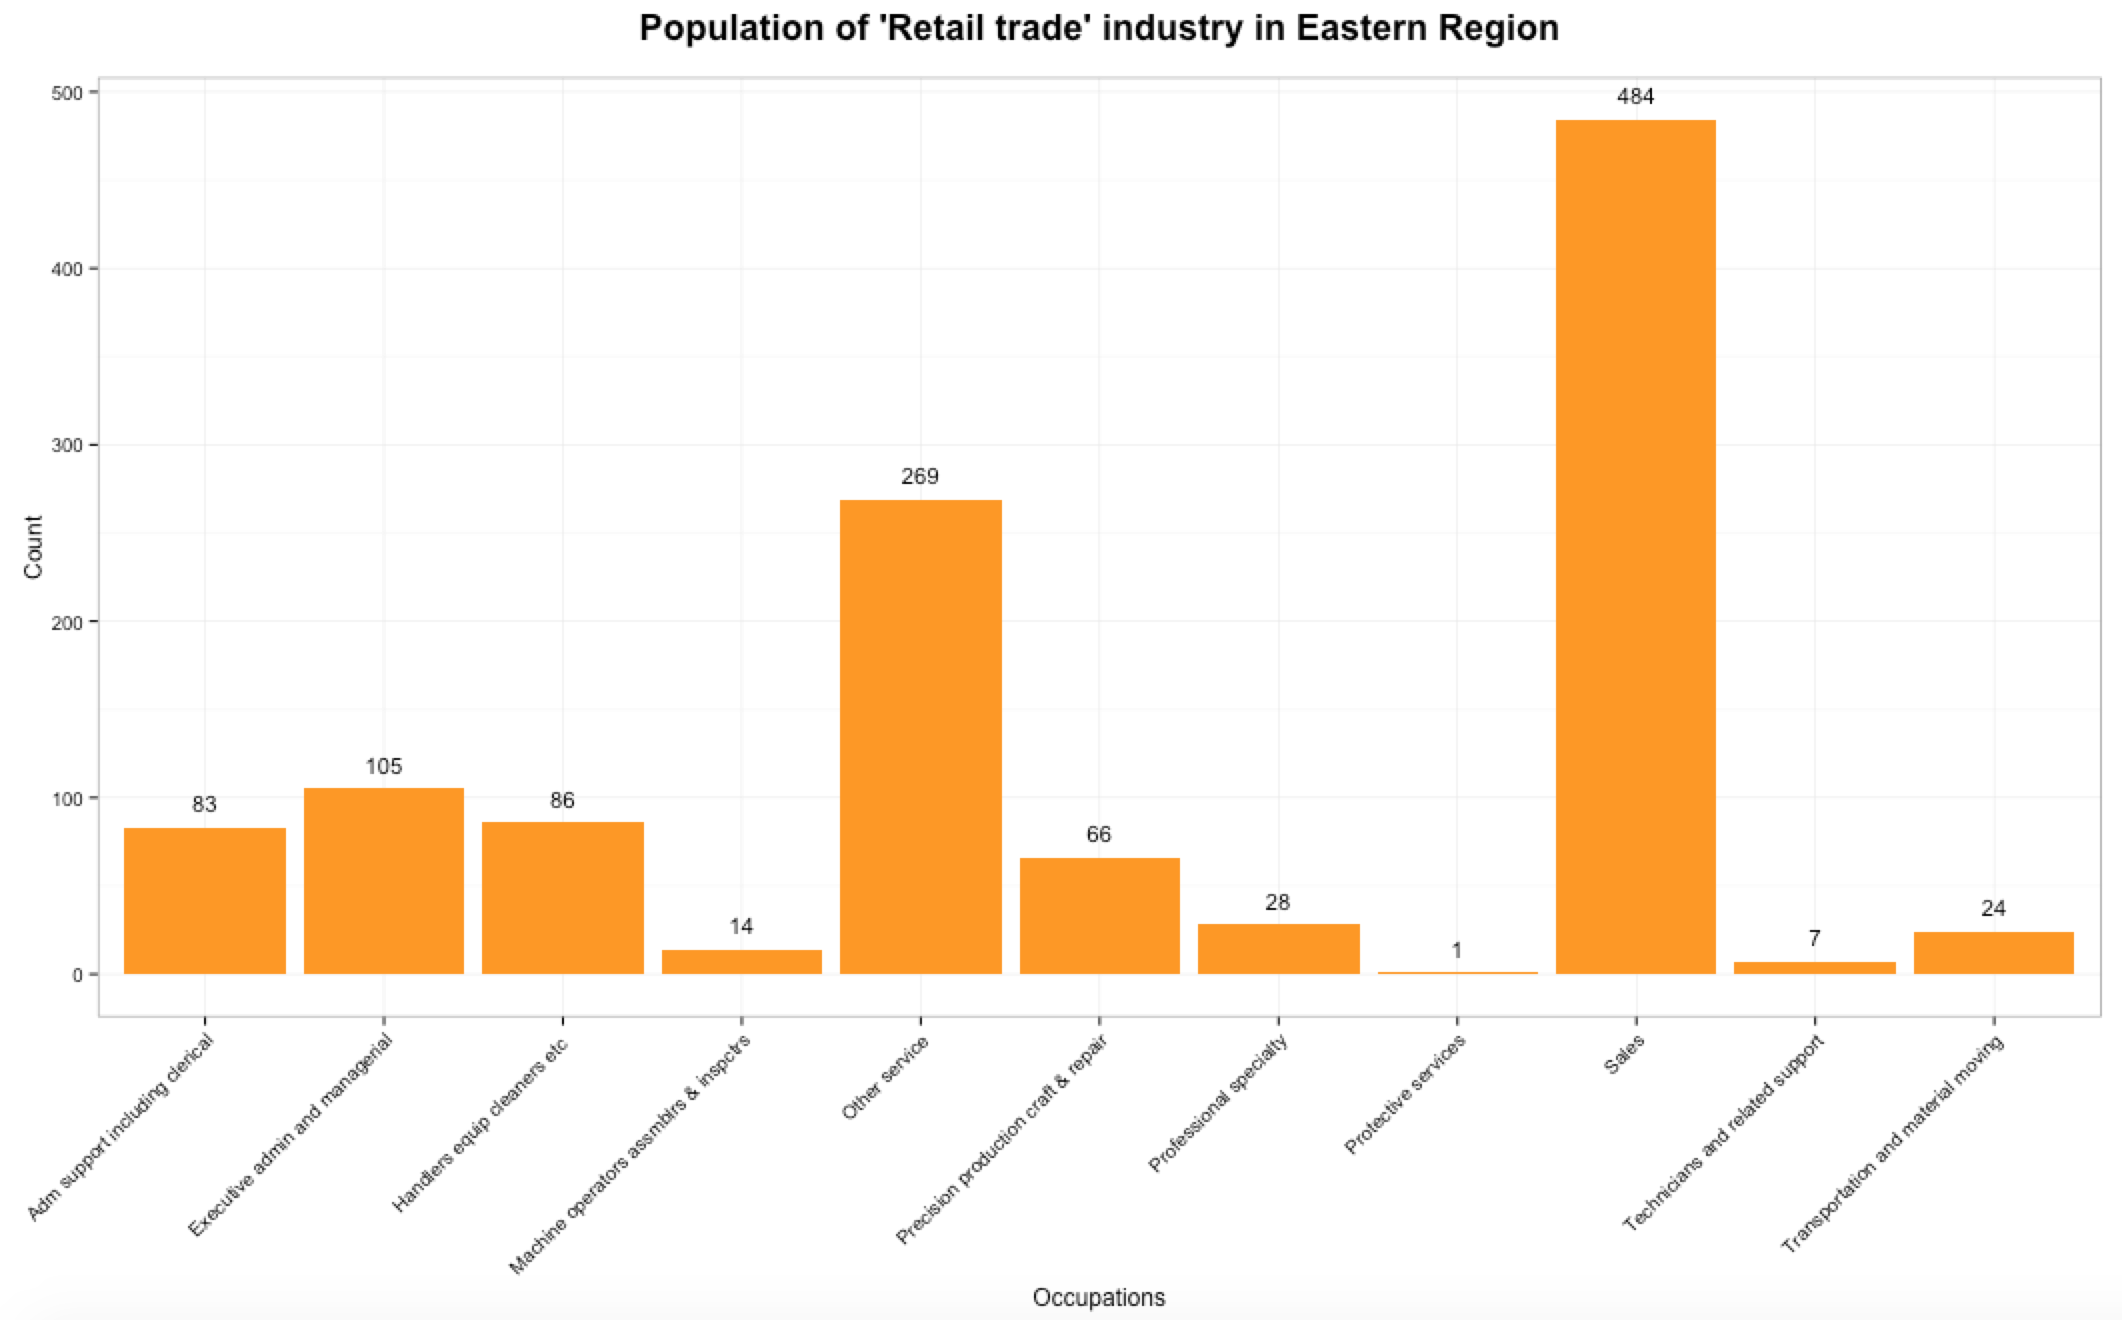 Population of 'Retail trade' industry in Eastern Region
Count
500
400
300
200
100
0
83
105
86
14
269
66
28
1
484
7
24
Adm support including clerical
Executive admin and managerial
Handlers equip cleaners etc
Machine operators assmblrs & inspctrs
Other service
Precision production craft & repair
Professional specialty
Protective services
Sales
Technicians and related support
Transportation and material moving
Occupations